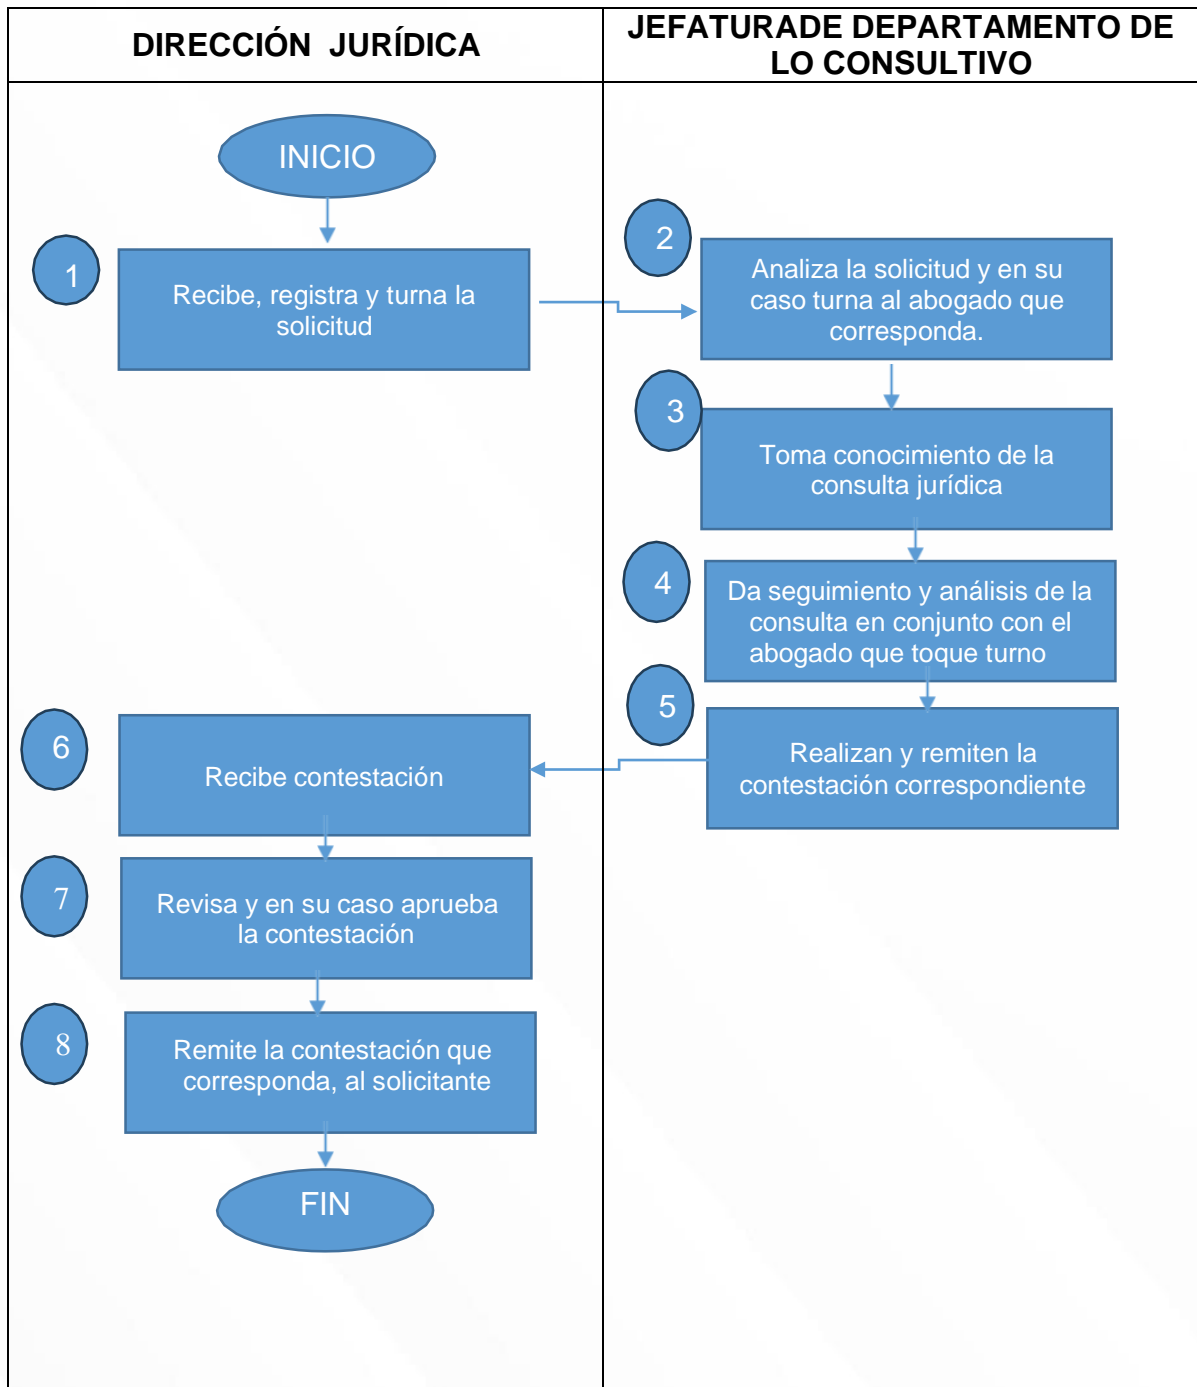 DIRECCIÓN JURÍDICA
JEFATURADE DEPARTAMENTO DE
LO CONSULTIVO
INICIO
1
Recibe, registra y turna la
solicitud
2
Analiza la solicitud y en su
caso turna al abogado que
corresponda.
3
Toma conocimiento de la
consulta jurídica
4
Da seguimiento y análisis de la
consulta en conjunto con el
abogado que toque turno
5
Realizan y remiten la
contestación correspondiente
6
Recibe contestación
7
Revisa y en su caso aprueba
la contestación
8
Remite la contestación que
corresponda, al solicitante
FIN